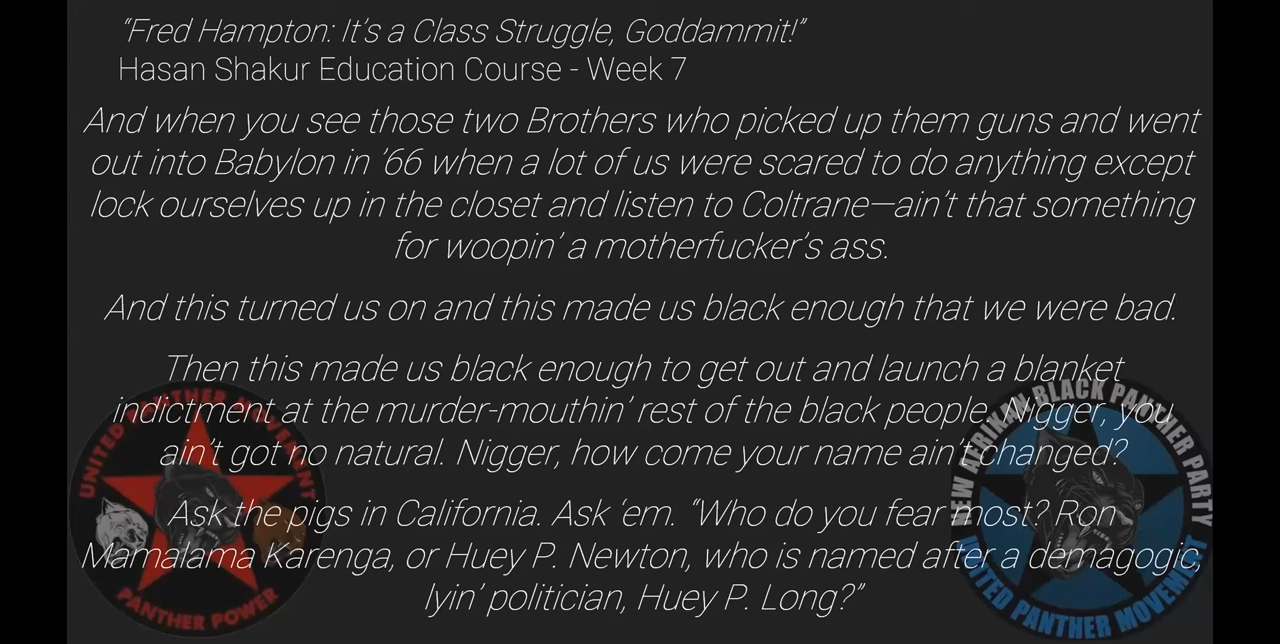 “Fred Hampton: It’s a Class Struggle, Goddammit!”
Hasan Shakur Education Course - Week 7
And when you see those two Brothers who picked up them guns and went
out into Babylon in ’66 when a lot of us were scared to do anything except
lock ourselves up in the closet and listen to Coltrane—ain’t that something
for woopin’ a motherfucker’s ass.
And this turned us on and this made us black enough that we were bad.
Then this made us black enough to get out and launch a blanket
indictment at the murder-mouthin’ rest of the black people. Nigger, you
ain’t got no natural. Nigger, how come your name ain’t changed?
Ask the pigs in California. Ask ‘em. “Who do you fear most? Ron
Mamalama Karenga, or Huey P. Newton, who is named after a demagogic,
lyin’ politician, Huey P. Long?”
UNITED PANTHER MOVEMENT
PANTHER POWER
NEW AFRIKAN BLACK PANTHER PARTY
UNITED PANTHER MOVEMENT